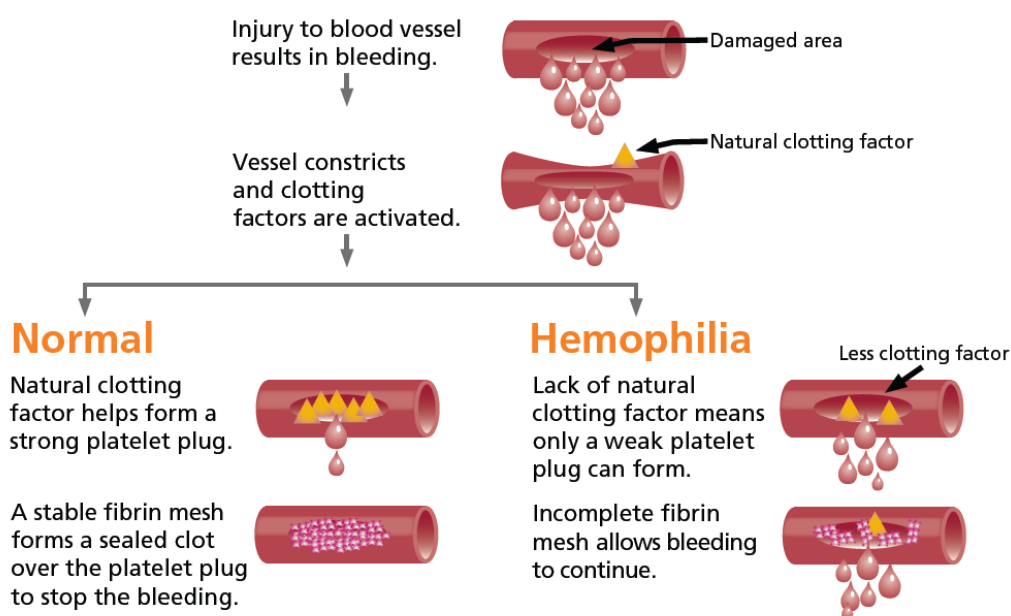 Injury to blood vessel
results in bleeding.
Damaged area
Natural clotting factor
Vessel constricts
and clotting
factors are activated.
Normal
Natural clotting
factor helps form a
strong platelet plug.
A stable fibrin mesh
forms a sealed clot
over the platelet plug
to stop the bleeding.
Hemophilia
Less clotting factor
Lack of natural
clotting factor means
only a weak platelet
plug can form.
Incomplete fibrin
mesh allows bleeding
to continue.